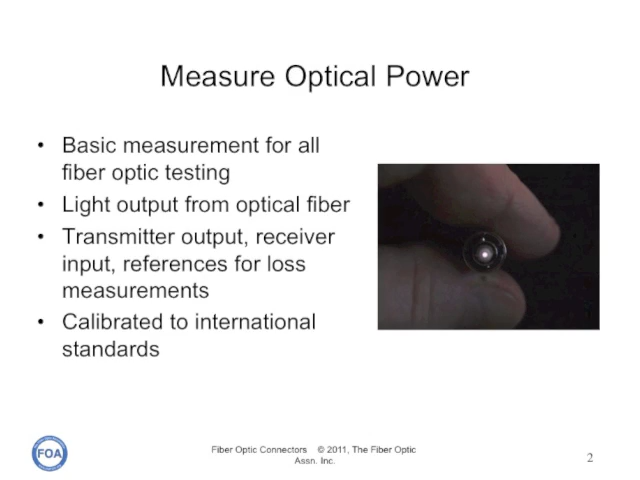 Measure Optical Power
• Basic measurement for all
fiber optic testing
• Light output from optical fiber
• Transmitter output, receiver
input, references for loss
measurements
• Calibrated to international
standards
FOA
Fiber Optic Connectors © 2011, The Fiber Optic
Assn. Inc.
2